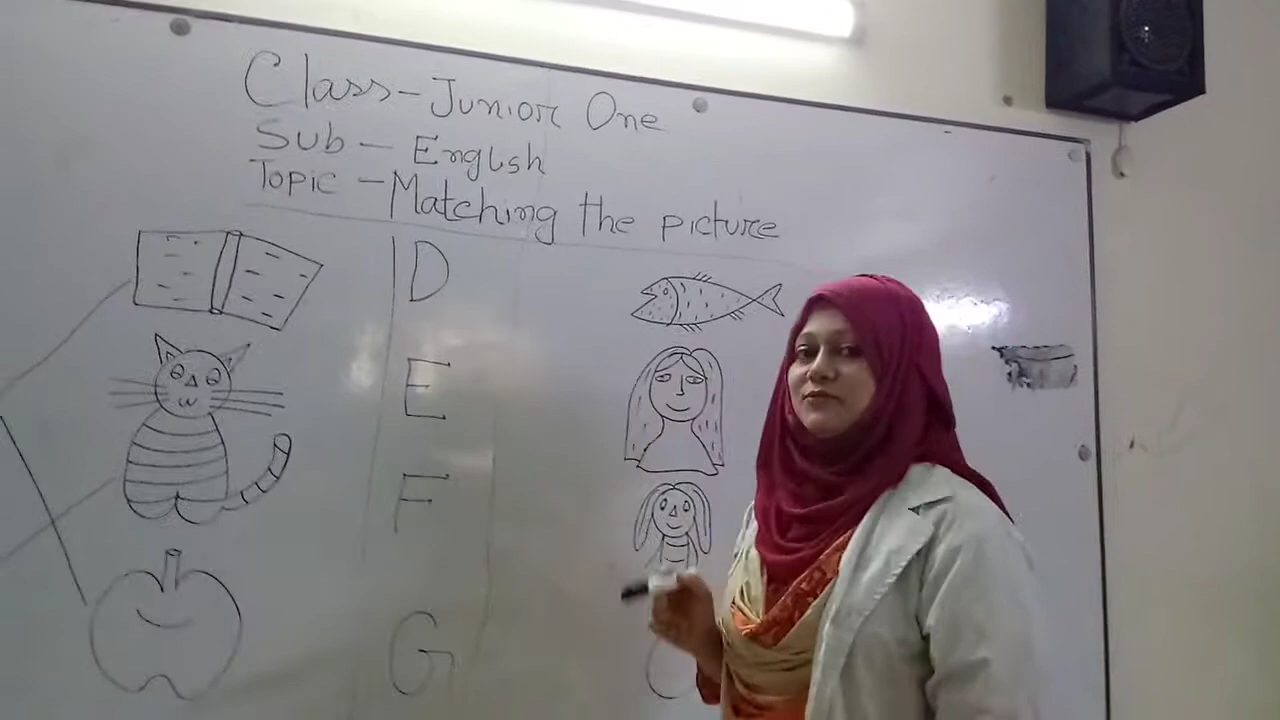 Class - Junior One
Sub - English
Topic - Matching the picture
D
E
F
G